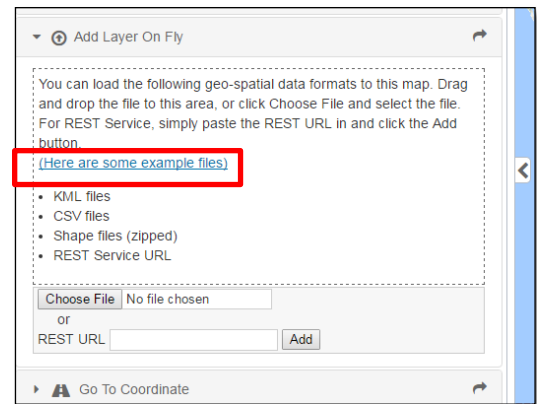 Add Layer On Fly
You can load the following geo-spatial data formats to this map. Drag
and drop the file to this area, or click Choose File and select the file.
For REST Service, simply paste the REST URL in and click the Add
button.
(Here are some example files)
• KML files
• CSV files
• Shape files (zipped)
• REST Service URL
Choose File No file chosen
or
REST URL Add
Go To Coordinate